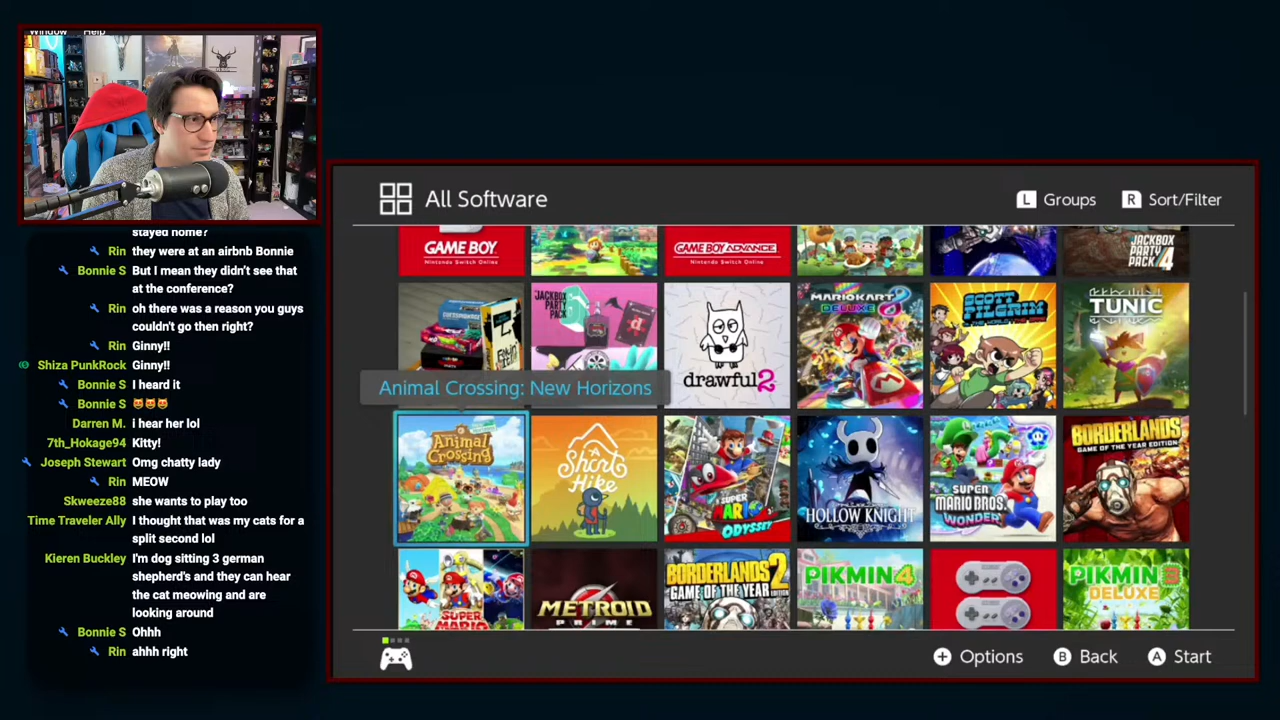 Window Help
stayed home?
Rin they were at an airbnb Bonnie
Bonnie S But I mean they didn't see that
at the conference?
Rin oh there was a reason you guys
couldn't go then right?
Rin Ginny!!
Shiza PunkRock Ginny!!
Bonnie S I heard it
Bonnie S
Darren M. i hear her lol
7th_Hokage94 Kitty!
Joseph Stewart Omg chatty lady
Rin MEOW
Skweeze88 she wants to play too
Time Traveler Ally I thought that was my cats for a
split second lol
Kieren Buckley I'm dog sitting 3 german
shepherd's and they can hear
the cat meowing and are
looking around
Bonnie S Ohhh
Rin ahhh right
All Software
L Groups
R Sort/Filter
GAME BOY
Nintendo Switch Online
GAME BOY ADVANCE
Nintendo Switch Online
JACKBOX
PARTY
PACK 4
JACKBOX
PARTY
PACK
drawful 2
MARIOKART
DELUXE 8
SCOTT
PILGRIM
TUNIC
Animal Crossing: New Horizons
Animal
Crossing
A
Short
Hike
SUPER
MARIO
ODYSSEY
HOLLOW KNIGHT
SUPER
MARIO BROS.
WONDER
BORDERLANDS
GAME OF THE YEAR EDITION
SUPER
MARIO
METROID
PRIME
BORDERLANDS 2
GAME OF THE YEAR EDITION
PIKMIN 4
PIKMIN 3
DELUXE
+ Options
B Back
A Start